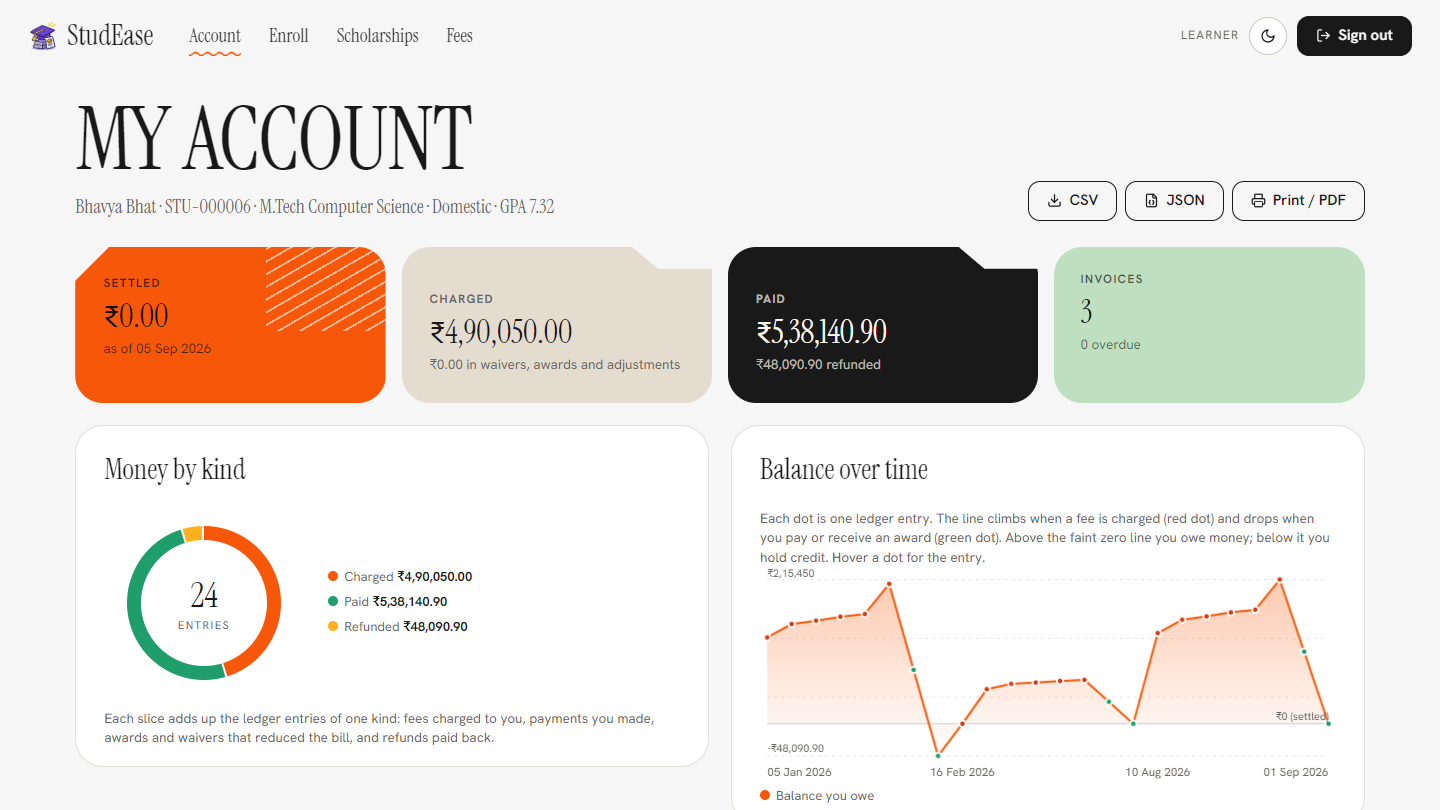 StudEase
Account
Enroll
Scholarships
Fees
LEARNER
Sign out
MY ACCOUNT
Bhavya Bhat · STU-000006 · M.Tech Computer Science · Domestic · GPA 7.32
CSV
JSON
Print / PDF
SETTLED
₹0.00
as of 05 Sep 2026
CHARGED
₹4,90,050.00
₹0.00 in waivers, awards and adjustments
PAID
₹5,38,140.90
₹48,090.90 refunded
INVOICES
3
0 overdue
Money by kind
24
ENTRIES
Charged ₹4,90,050.00
Paid ₹5,38,140.90
Refunded ₹48,090.90
Each slice adds up the ledger entries of one kind: fees charged to you, payments you made,
awards and waivers that reduced the bill, and refunds paid back.
Balance over time
Each dot is one ledger entry. The line climbs when a fee is charged (red dot) and drops when
you pay or receive an award (green dot). Above the faint zero line you owe money; below it you
hold credit. Hover a dot for the entry.
₹2,15,450
₹0 (settled)
-₹48,090.90
05 Jan 2026
16 Feb 2026
10 Aug 2026
01 Sep 2026
Balance you owe